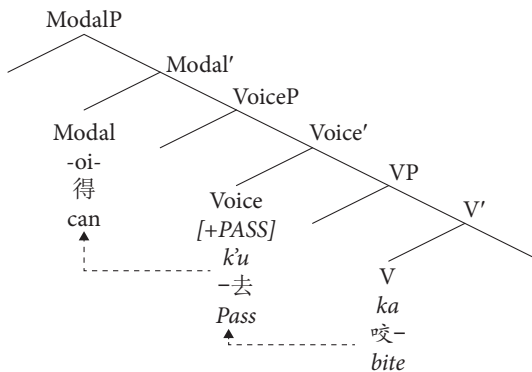 ModalP
Modal′
VoiceP
Voice′
VP
V′
Modal
-oi-
得
can
Voice
[+PASS]
k'u
–去
Pass
V
ka
咬–
bite